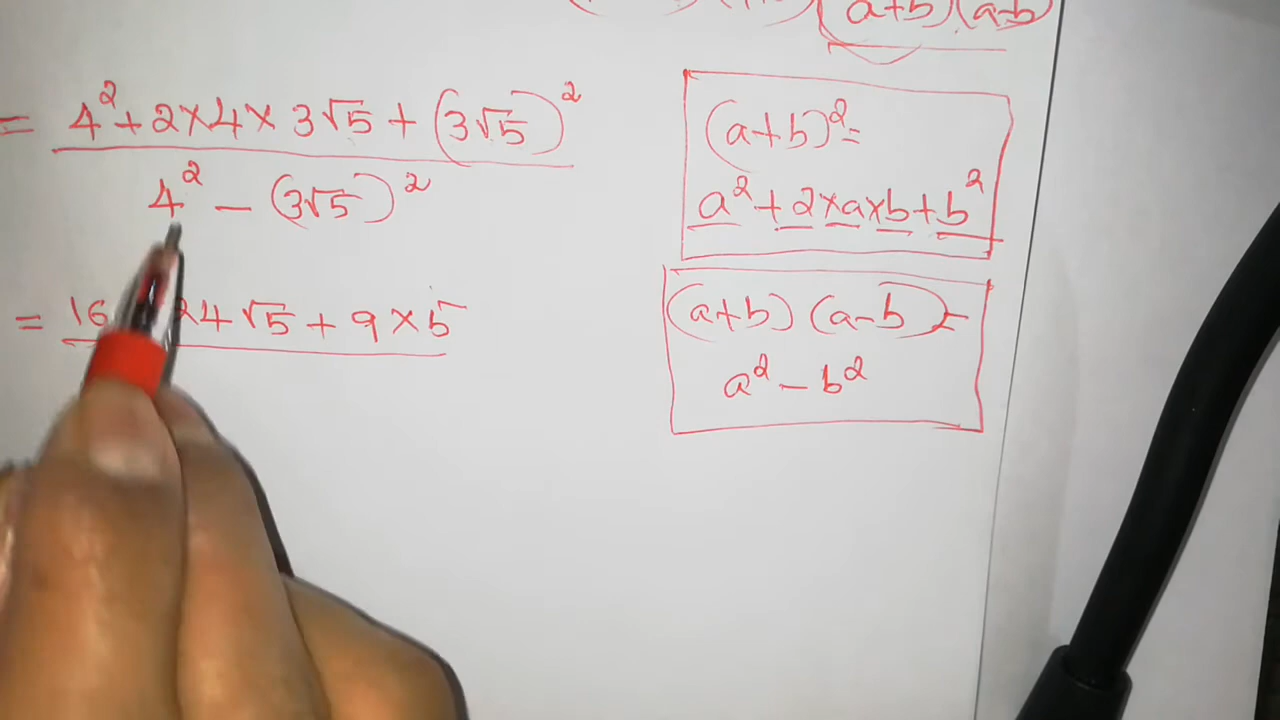 (a+b)(a-b)
= 4² + 2×4×3√5 + (3√5)²
4² - (3√5)²
= 16 24√5 + 9×5
(a+b)² =
a² + 2×a×b + b²
(a+b)(a-b) =
a² - b²